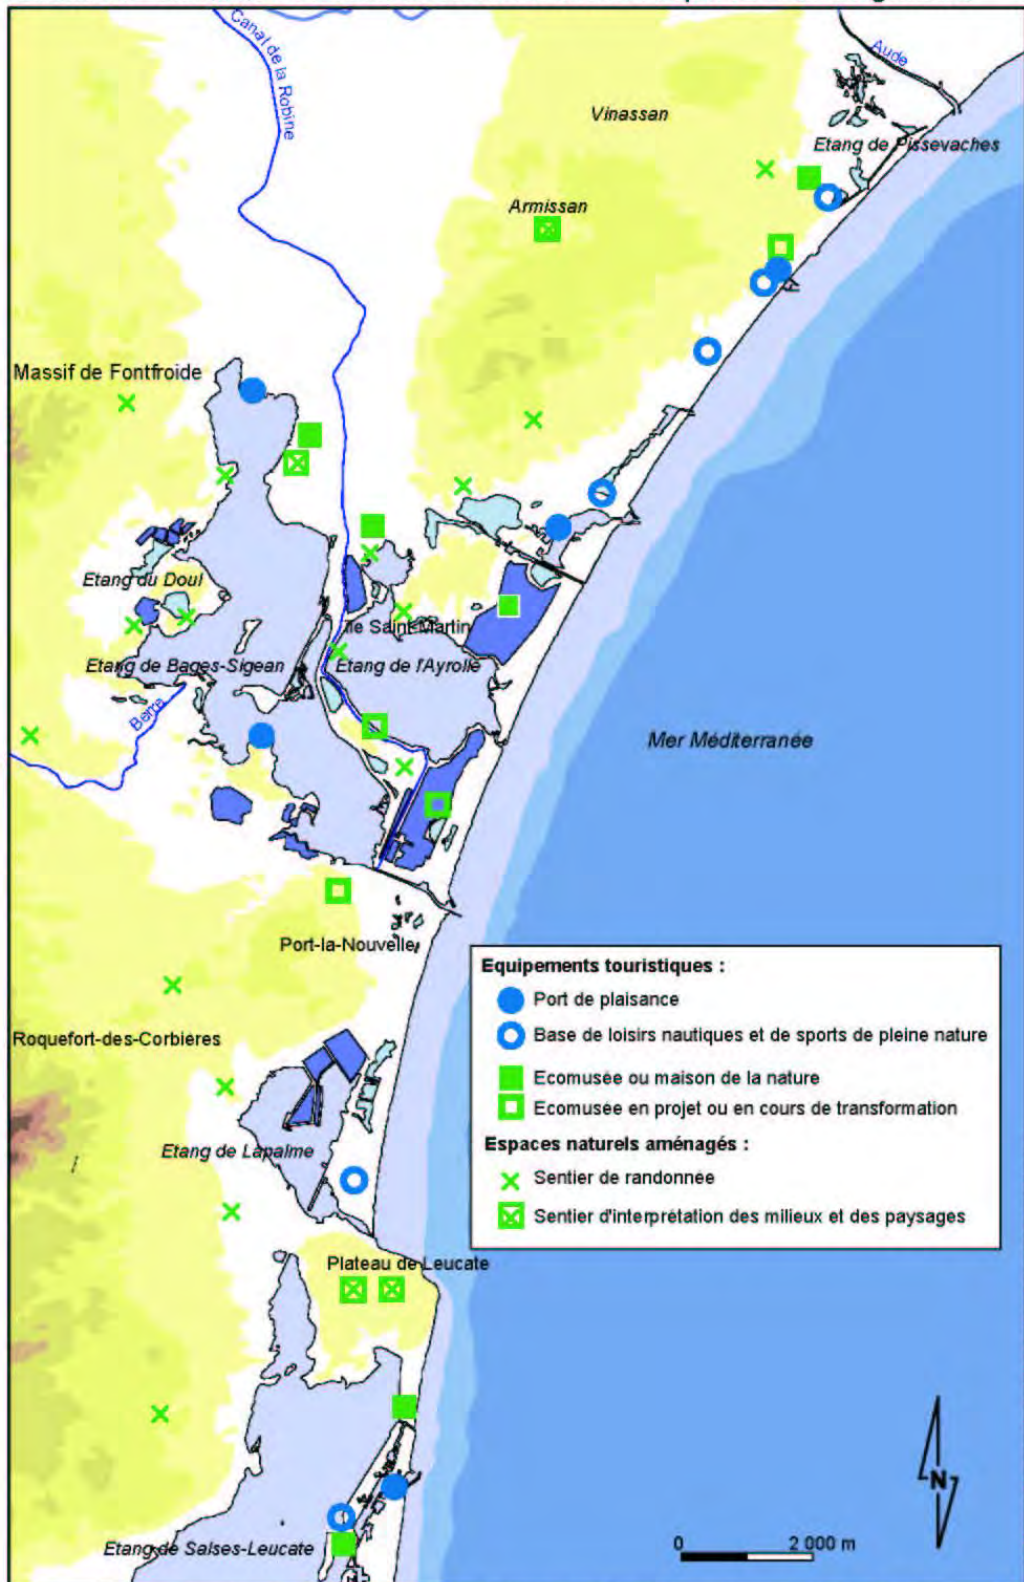 Canal de la Robine
Aude
Vinassan
Etang de Pissevaches
Armissan
Massif de Fontfroide
Etang du Doul
Ile Saint-Martin
Etang de Bages-Sigean
Etang de l'Ayrolle
Berre
Mer Méditerranée
Port-la-Nouvelle
Roquefort-des-Corbières
Etang de Lapalme
Plateau de Leucate
Etang de Salses-Leucate
Equipements touristiques :
Port de plaisance
Base de loisirs nautiques et de sports de pleine nature
Ecomusée ou maison de la nature
Ecomusée en projet ou en cours de transformation
Espaces naturels aménagés :
Sentier de randonnée
Sentier d'interprétation des milieux et des paysages
N
0 2 000 m